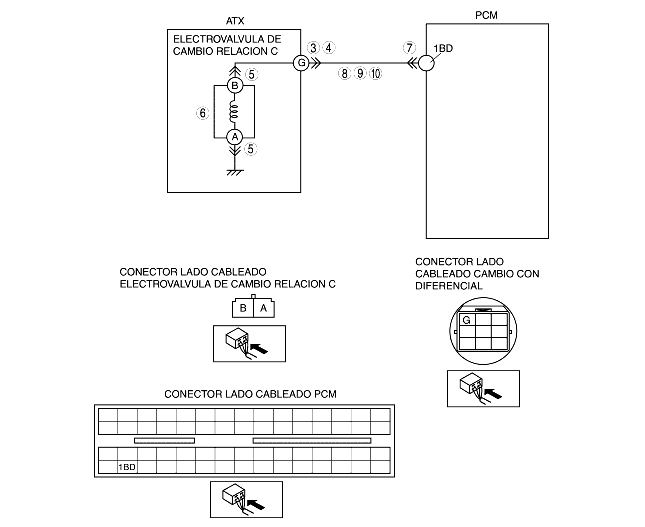 ATX
PCM
ELECTROVALVULA DE
CAMBIO RELACION C
3 4
7
1BD
G
5
8 9 10
B
6
A
5
CONECTOR LADO CABLEADO
ELECTROVALVULA DE CAMBIO RELACION C
B A
CONECTOR LADO
CABLEADO CAMBIO CON
DIFERENCIAL
G
CONECTOR LADO CABLEADO PCM
1BD